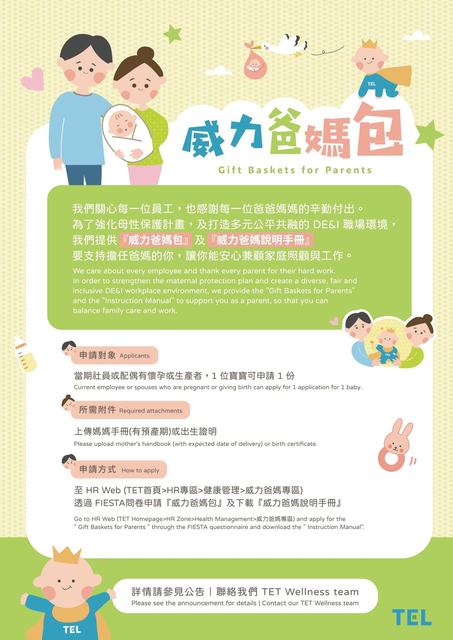 TEL
威力爸媽包
Gift Baskets for Parents
我們關心每一位員工，也感謝每一位爸爸媽媽的辛勤付出。
為了強化母性保護計畫，及打造多元公平共融的 DE&I 職場環境，
我們提供『威力爸媽包』及『威力爸媽說明手冊』
要支持擔任爸媽的你，讓你能安心兼顧家庭照顧與工作。
We care about every employee and thank every parent for their hard work.
In order to strengthen the maternal protection plan and create a diverse, fair and
inclusive DE&I workplace environment, we provide the "Gift Baskets for Parents"
and the "Instruction Manual" to support you as a parent, so that you can
balance family care and work.
申請對象 Applicants
當期社員或配偶有懷孕或生產者，1 位寶寶可申請 1 份
Current employee or spouses who are pregnant or giving birth can apply for 1 application for 1 baby.
所需附件 Required attachments
上傳媽媽手冊(有預產期)或出生證明
Please upload mother's handbook (with expected date of delivery) or birth certificate.
申請方式 How to apply
至 HR Web (TET首頁>HR專區>健康管理>威力爸媽專區)
透過 FIESTA問卷申請『威力爸媽包』及下載『威力爸媽說明手冊』
Go to HR Web (TET Homepage>HR Zone>Health Management>威力爸媽專區) and apply for the
" Gift Baskets for Parents " through the FIESTA questionnaire and download the " Instruction Manual".
詳情請參見公告｜聯絡我們 TET Wellness team
Please see the announcement for details | Contact our TET Wellness team
TEL
TEL